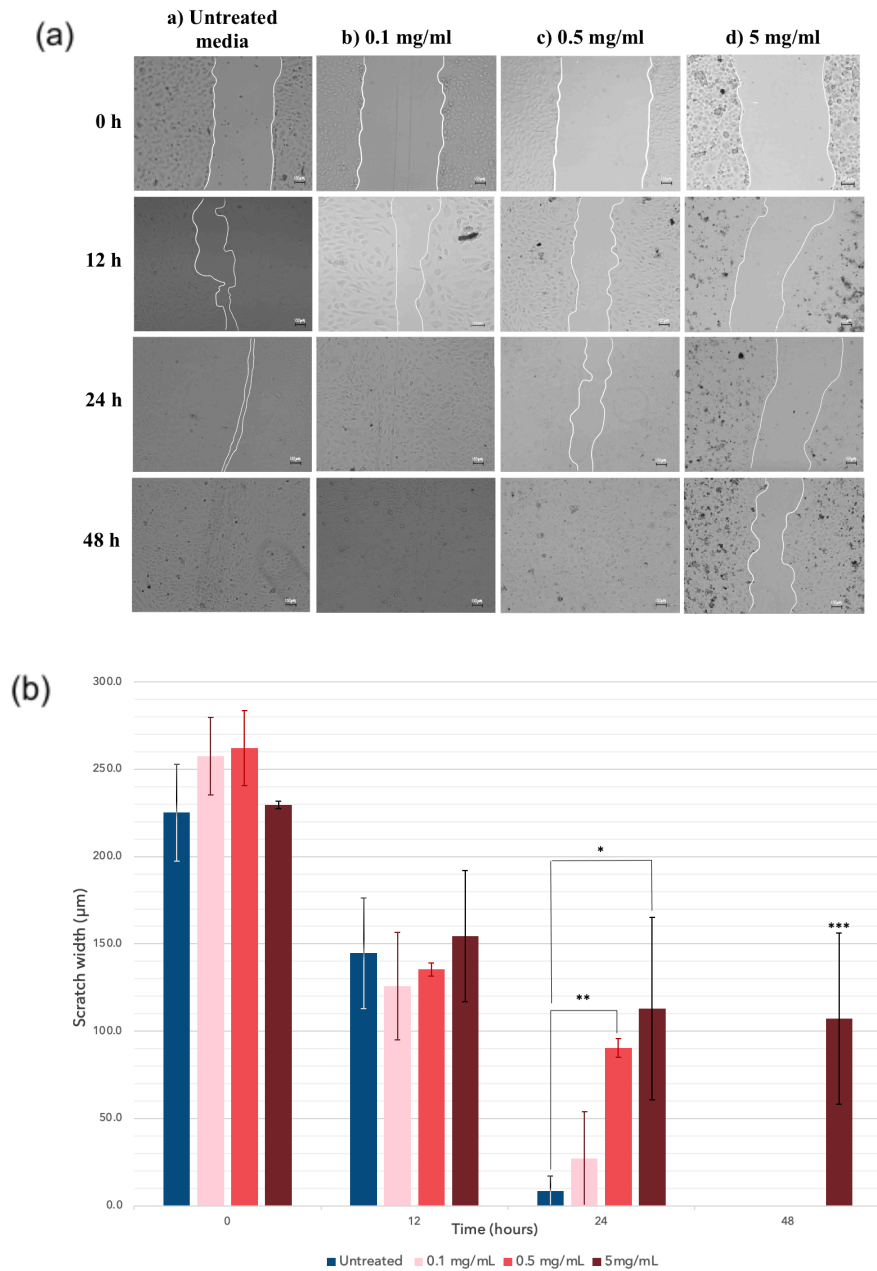 (a)
a) Untreated
media
b) 0.1 mg/ml
c) 0.5 mg/ml
d) 5 mg/ml
0 h
12 h
24 h
48 h
(b)
300.0
250.0
200.0
150.0
100.0
50.0
0.0
Scratch width (µm)
*
**
***
0
12
24
48
Time (hours)
Untreated
0.1 mg/mL
0.5 mg/mL
5mg/mL